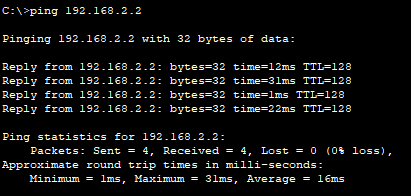 C:\>ping 192.168.2.2
Pinging 192.168.2.2 with 32 bytes of data:
Reply from 192.168.2.2: bytes=32 time=12ms TTL=128
Reply from 192.168.2.2: bytes=32 time=31ms TTL=128
Reply from 192.168.2.2: bytes=32 time=1ms TTL=128
Reply from 192.168.2.2: bytes=32 time=22ms TTL=128
Ping statistics for 192.168.2.2:
    Packets: Sent = 4, Received = 4, Lost = 0 (0% loss),
Approximate round trip times in milli-seconds:
    Minimum = 1ms, Maximum = 31ms, Average = 16ms